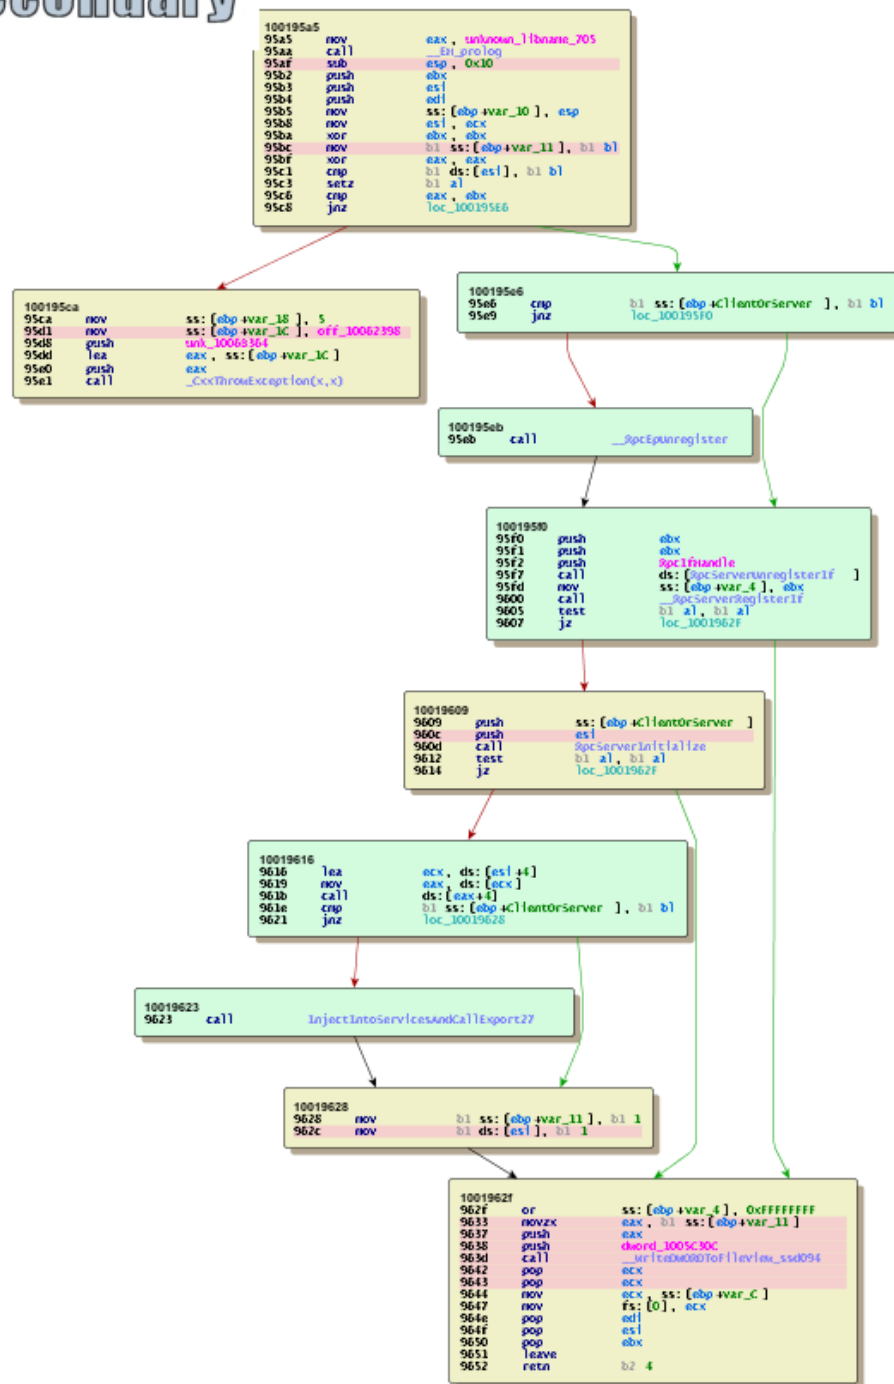 100195a5
95a5 mov eax, unknown_libname_705
95aa call __EH_prolog
95af sub esp, 0x10
95b2 push ebx
95b3 push esi
95b4 push edi
95b5 mov ss:[ebp+var_10], esp
95b8 mov esi, ecx
95ba xor ebx, ebx
95bc mov b1 ss:[ebp+var_11], b1 bl
95bf xor eax, eax
95c1 cmp b1 ds:[esi], b1 bl
95c3 setz b1 al
95c6 cmp eax, ebx
95c8 jnz loc_100195E6
100195ca
95ca mov ss:[ebp+var_18], 5
95d1 mov ss:[ebp+var_1C], off_10062398
95d8 push unk_10068364
95dd lea eax, ss:[ebp+var_1C]
95e0 push eax
95e1 call _CxxThrowException(x,x)
100195e6
95e6 cmp b1 ss:[ebp+ClientOrServer ], b1 bl
95e9 jnz loc_100195F0
100195eb
95eb call __RpcEpUnregister
100195f0
95f0 push ebx
95f1 push ebx
95f2 push RpcIfHandle
95f7 call ds:[RpcServerUnregisterIf ]
95fd mov ss:[ebp+var_4], ebx
9600 call __RpcServerRegisterIf
9605 test b1 al, b1 al
9607 jz loc_1001962F
10019609
9609 push ss:[ebp+ClientOrServer ]
960c push esi
960d call RpcServerInitialize
9612 test b1 al, b1 al
9614 jz loc_1001962F
10019616
9616 lea ecx, ds:[esi+4]
9619 mov eax, ds:[ecx]
961b call ds:[eax+4]
961e cmp b1 ss:[ebp+ClientOrServer ], b1 bl
9621 jnz loc_10019628
10019623
9623 call InjectIntoServicesAndCallExport27
10019628
9628 mov b1 ss:[ebp+var_11], b1 1
962c mov b1 ds:[esi], b1 1
1001962f
962f or ss:[ebp+var_4], 0xFFFFFFFF
9633 movzx eax, b1 ss:[ebp+var_11]
9637 push eax
9638 push dword_1005C30C
963d call __WriteDWORDToFileView_ssd094
9642 pop ecx
9643 pop ecx
9644 mov ecx, ss:[ebp+var_C]
9647 mov fs:[0], ecx
964e pop edi
964f pop esi
9650 pop ebx
9651 leave
9652 retn b2 4